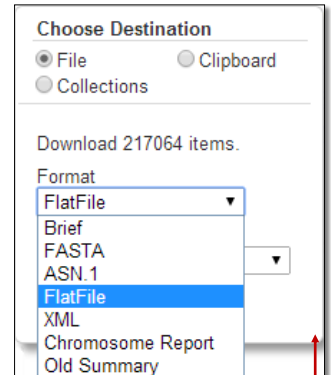 Choose Destination
File Clipboard
Collections
Download 217064 items.
Format
FlatFile
Brief
FASTA
ASN.1
FlatFile
XML
Chromosome Report
Old Summary